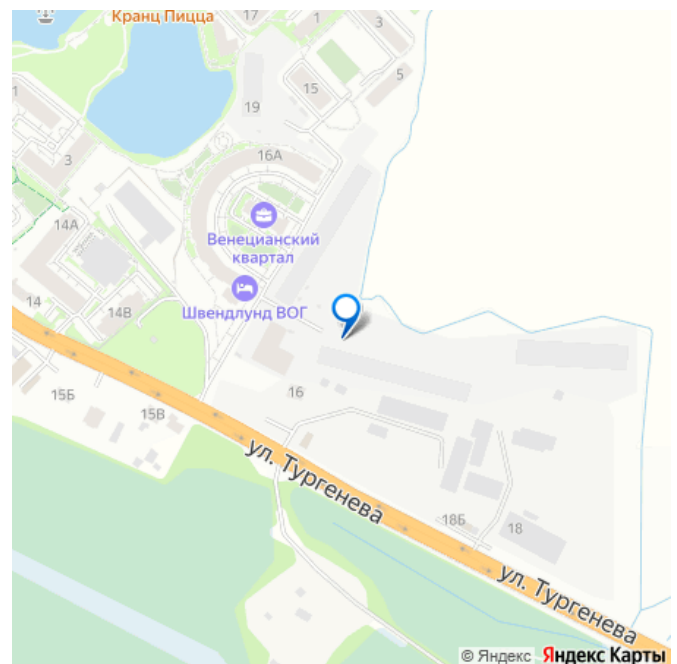 Кранц Пицца
17
1
3
5
15
19
1
3
16А
Венецианский
квартал
14А
Швендлунд ВОГ
14
14В
15Б
15В
16
ул. Тургенева
18Б
18
ул. Тургенева
© Яндекс Яндекс Карты